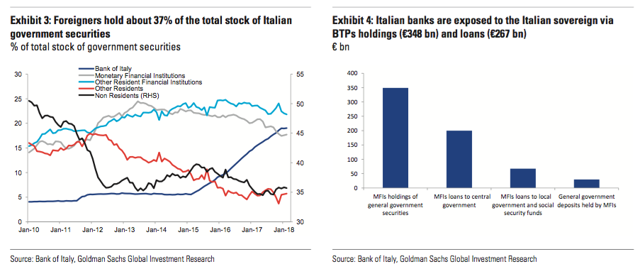 Exhibit 3: Foreigners hold about 37% of the total stock of Italian
government securities
% of total stock of government securities
Bank of Italy
Monetary Financial Institutions
Other Resident Financial Institutions
Other Residents
Non Residents (RHS)
30
25
20
15
10
5
0
55
50
45
40
35
30
Jan-10
Jan-11
Jan-12
Jan-13
Jan-14
Jan-15
Jan-16
Jan-17
Jan-18
Source: Bank of Italy, Goldman Sachs Global Investment Research
Exhibit 4: Italian banks are exposed to the Italian sovereign via
BTPs holdings (€348 bn) and loans (€267 bn)
€ bn
400
350
300
250
200
150
100
50
0
MFIs holdings of
general government
securities
MFIs loans to central
government
MFIs loans to local
government and social
security funds
General government
deposits held by MFIs
Source: Bank of Italy, Goldman Sachs Global Investment Research